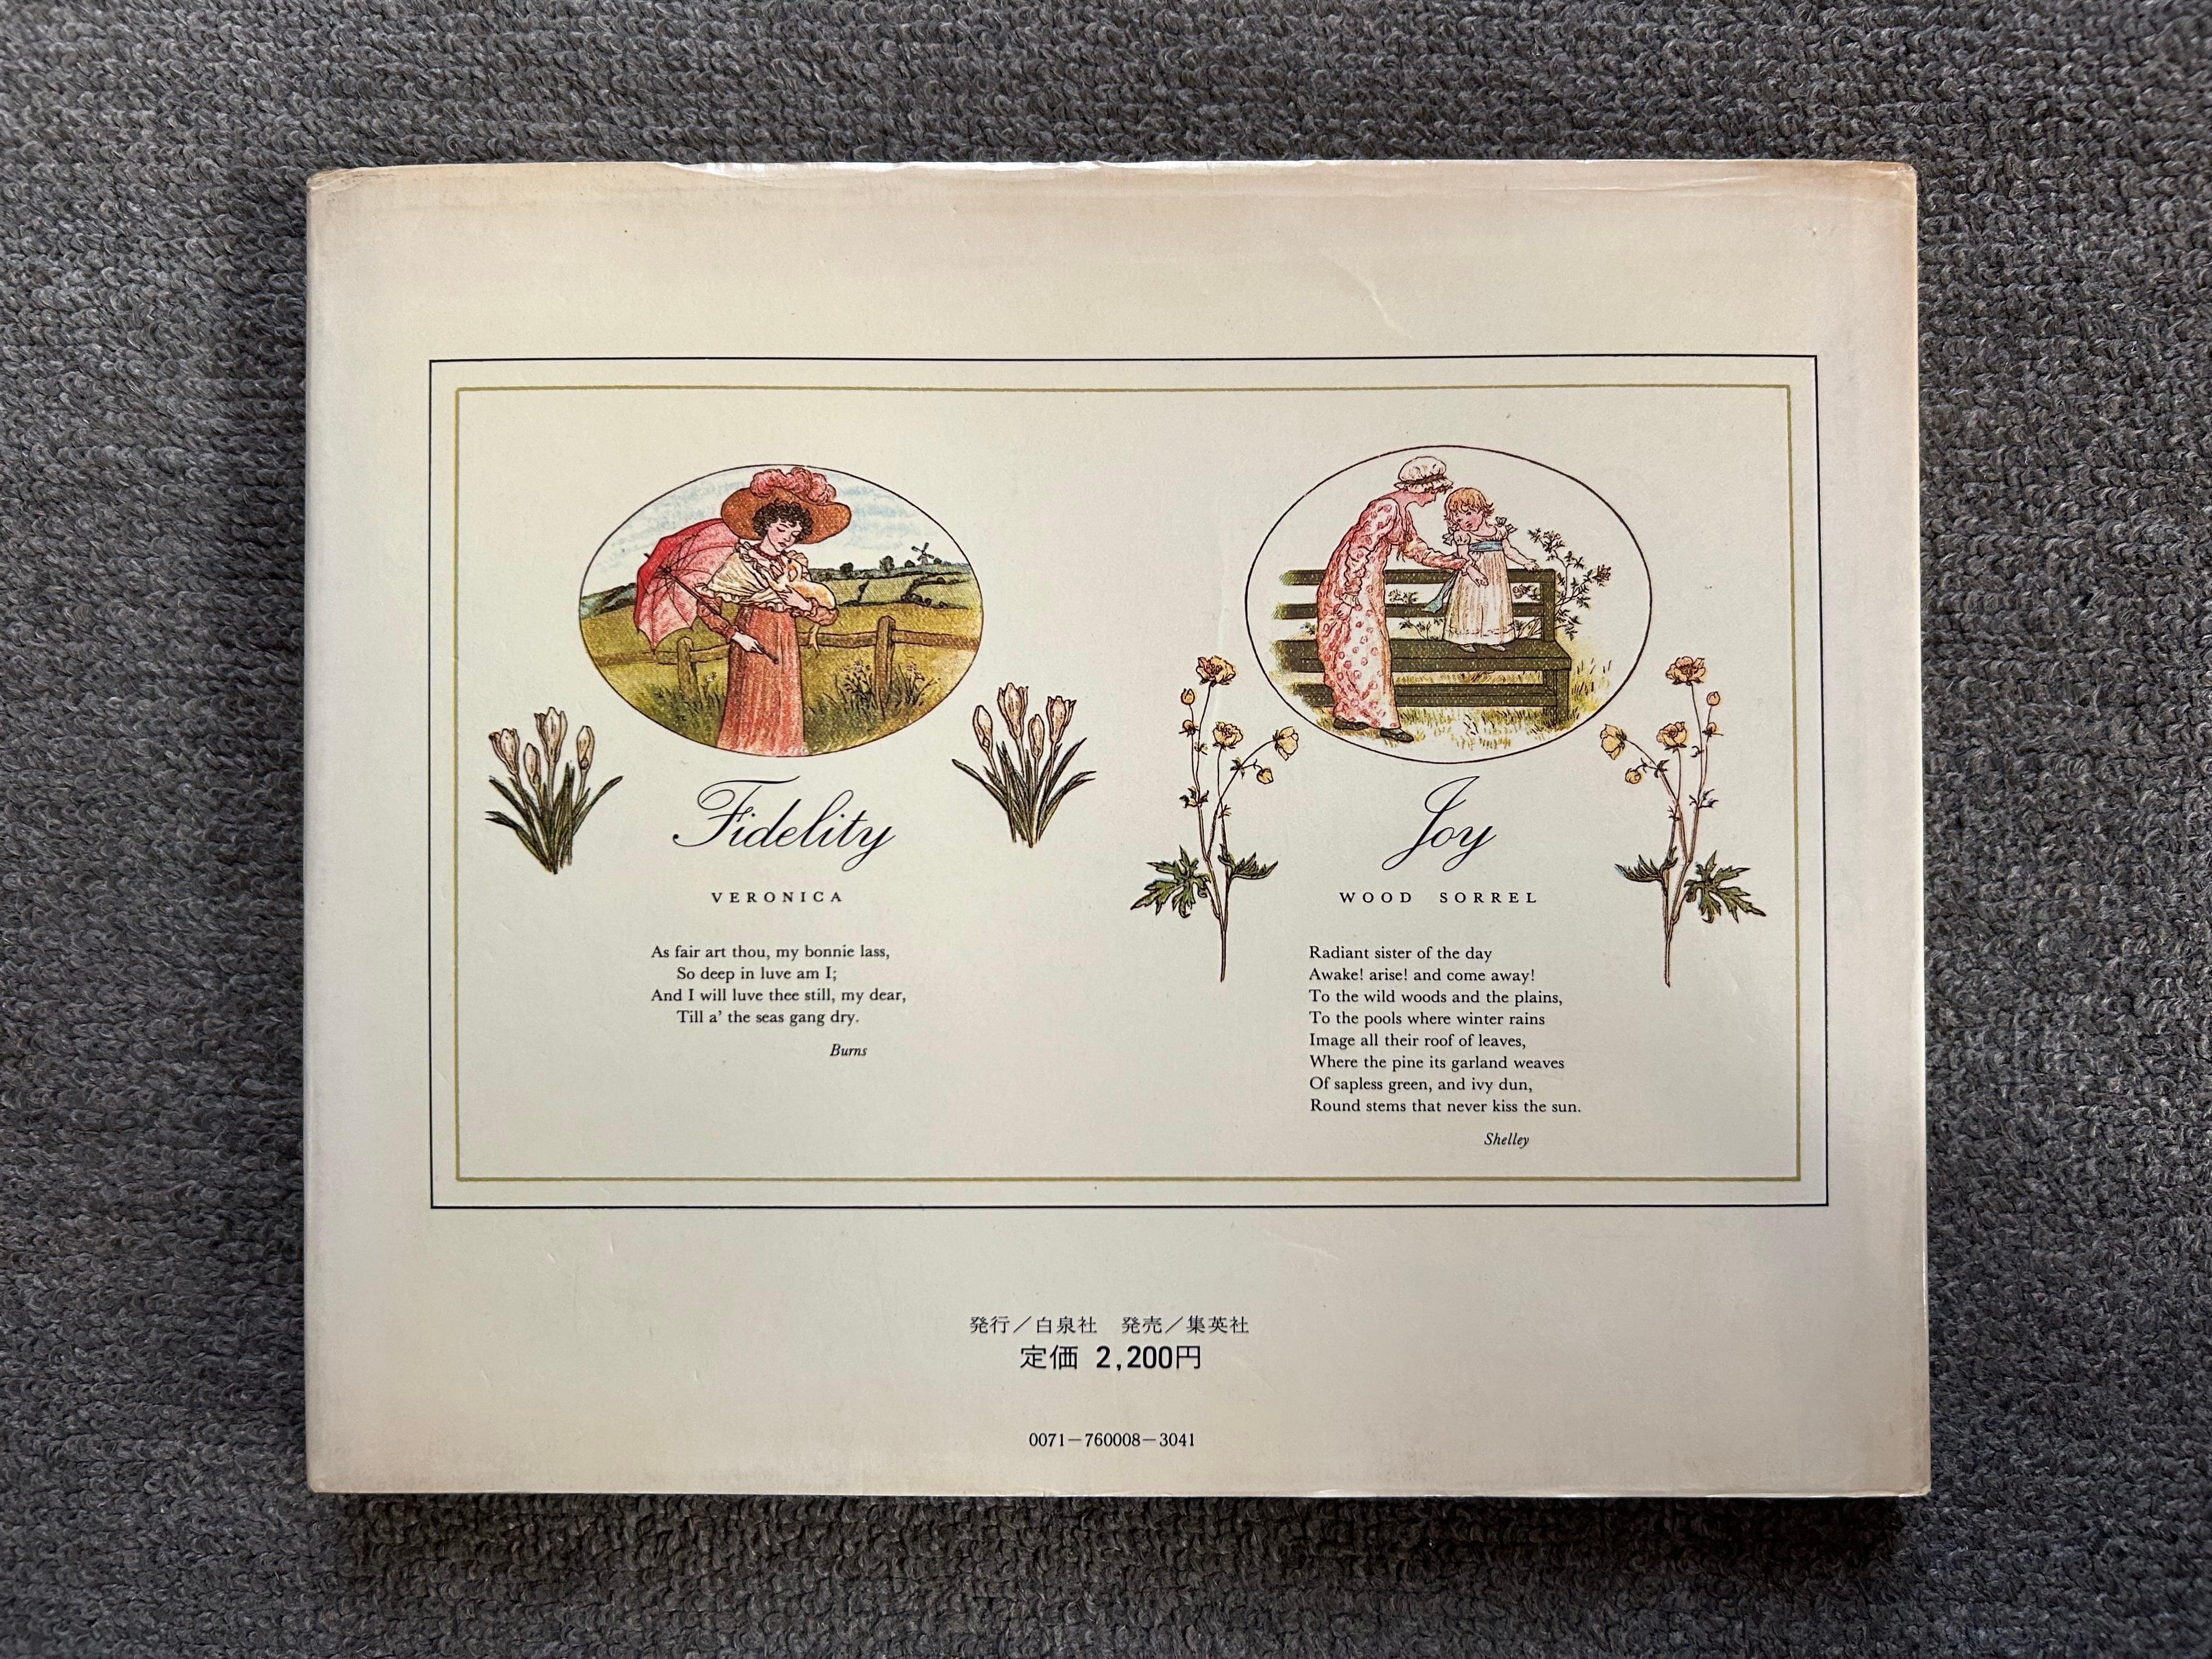 Fidelity
VERONICA
As fair art thou, my bonnie lass,
So deep in luve am I;
And I will luve thee still, my dear,
Till a' the seas gang dry.
Burns
Joy
WOOD SORREL
Radiant sister of the day
Awake! arise! and come away!
To the wild woods and the plains,
To the pools where winter rains
Image all their roof of leaves,
Where the pine its garland weaves
Of sapless green, and ivy dun,
Round stems that never kiss the sun.
Shelley
発行／白泉社　発売／集英社
定価 2,200円
0071－760008－3041